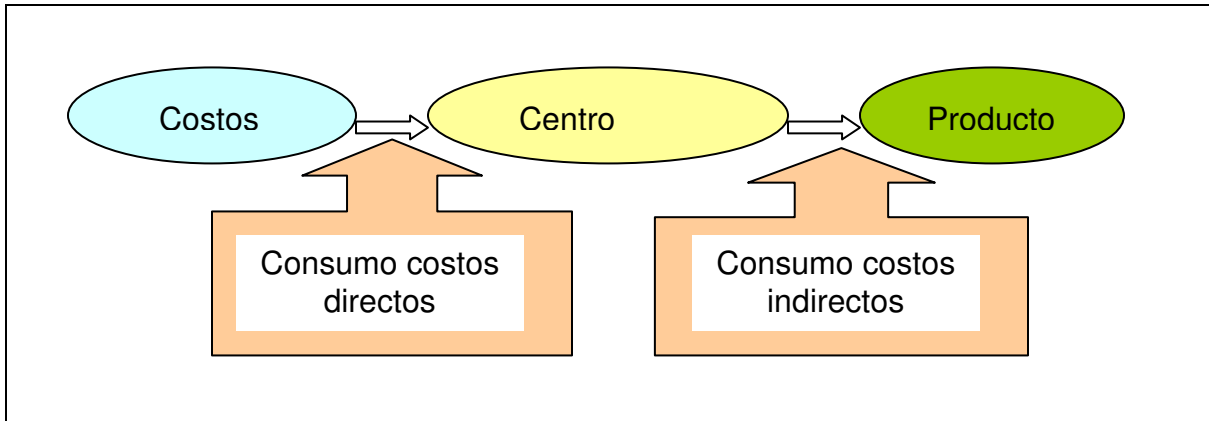 Costos
Centro
Producto
Consumo costos
directos
Consumo costos
indirectos